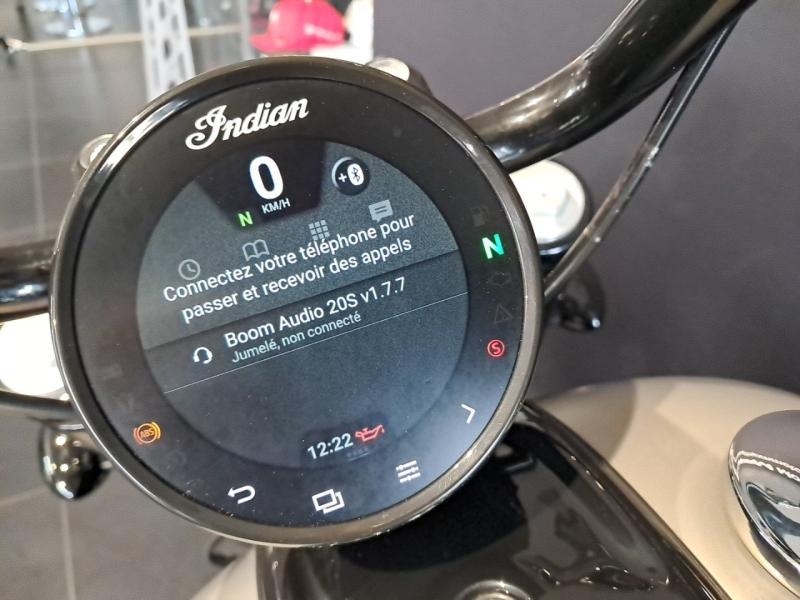 Indian
0
KM/H
N
Connectez votre téléphone pour
passer et recevoir des appels
N
Boom Audio 20S v1.7.7
Jumelé, non connecté
S
ABS
12:22